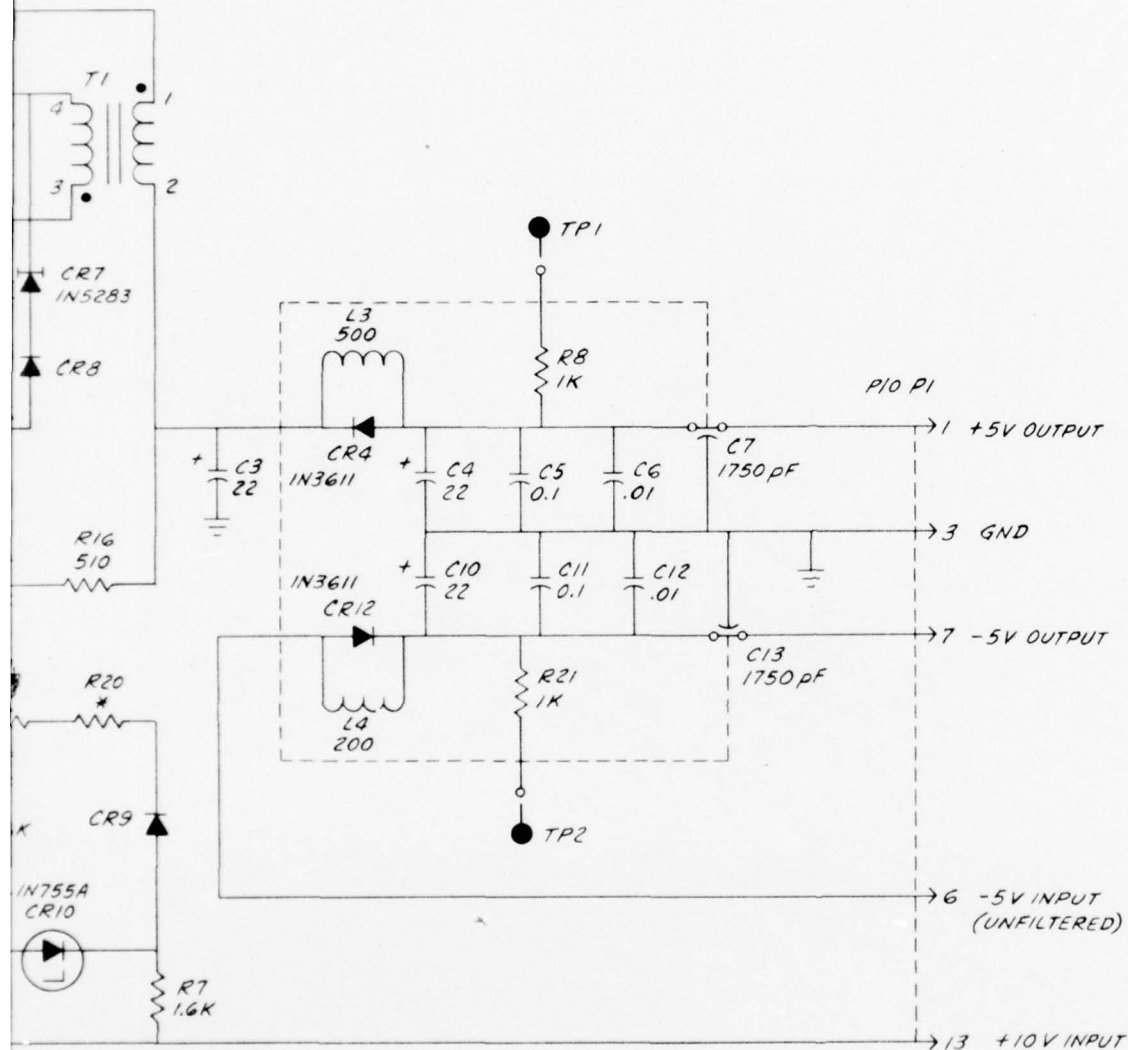 T1
4
1
3
2
TP1
CR7
1N5283
CR8
L3
500
R8
1K
P10 P1
1 +5V OUTPUT
+
C3
22
CR4
1N3611
+
C4
22
C5
0.1
C6
.01
C7
1750 pF
3 GND
R16
510
1N3611
CR12
+
C10
22
C11
0.1
C12
.01
7 -5V OUTPUT
C13
1750 pF
R20
*
R21
1K
L4
200
CR9
K
TP2
1N755A
CR10
6 -5V INPUT
(UNFILTERED)
R7
1.6K
13 +10V INPUT